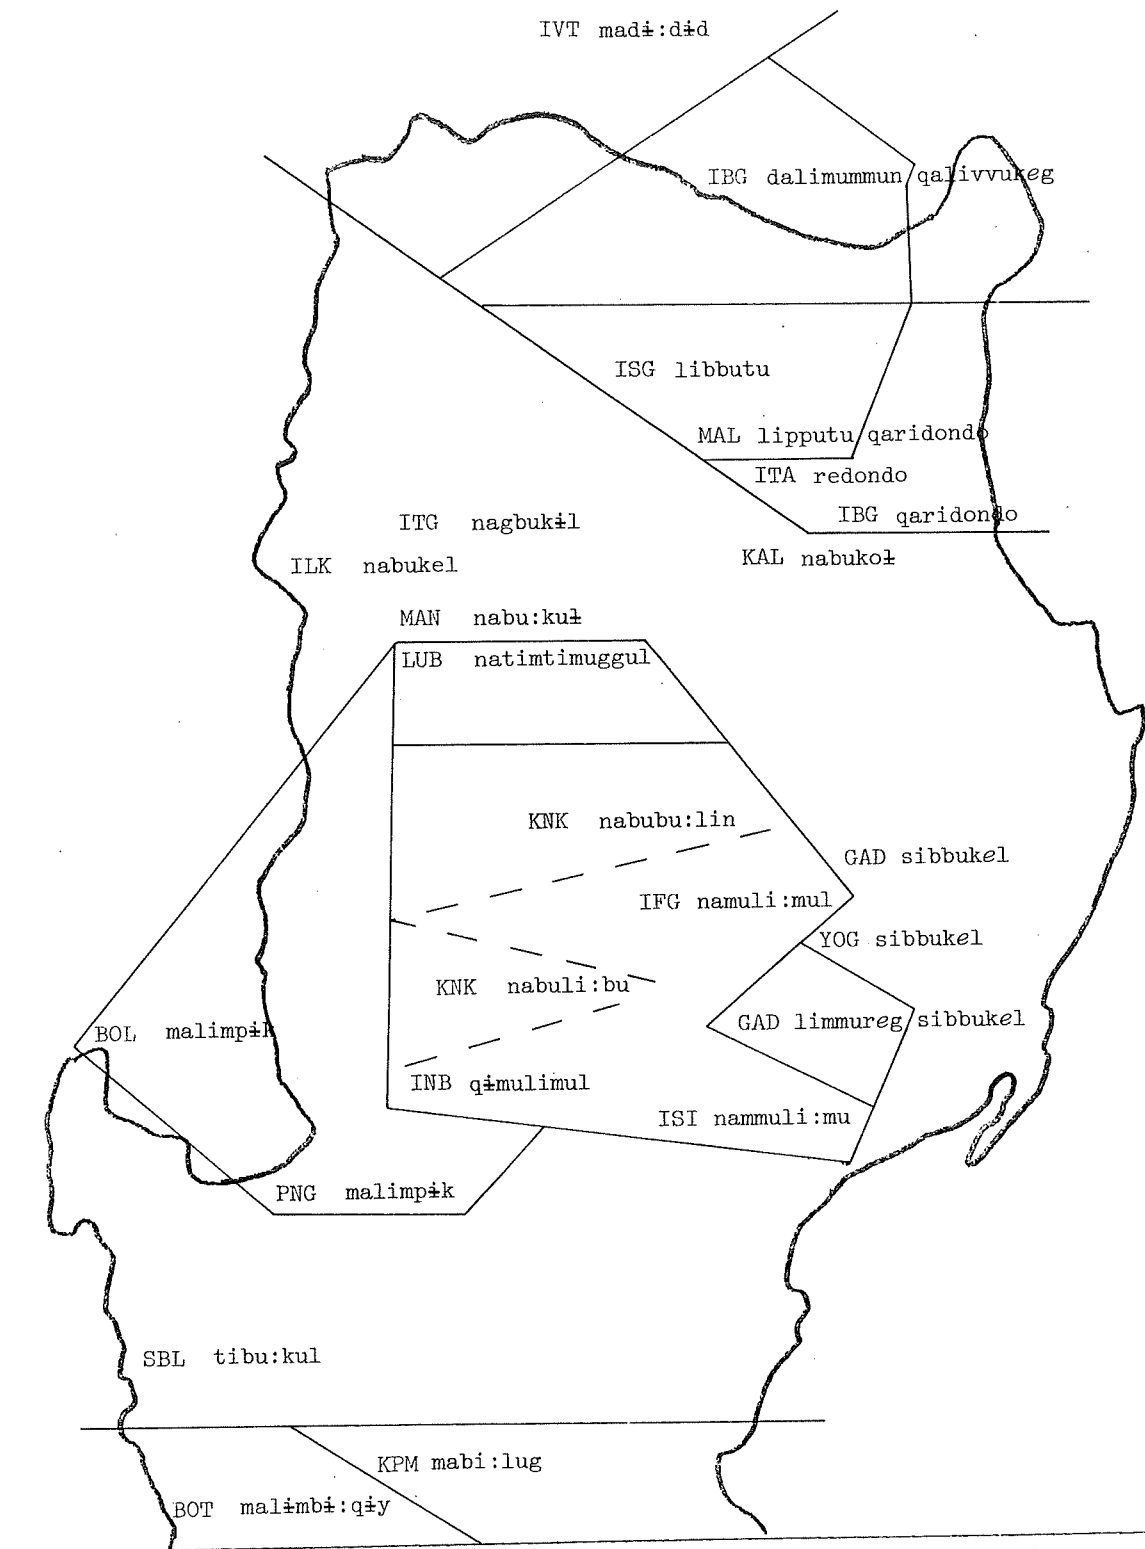 IVT madɨ:dɨd
IBG dalimummun/qalivvukeg
ISG libbutu
MAL lipputu/qaridondo
ITA redondo
IBG qaridondo
ITG nagbukɨl
ILK nabukel
KAL nabukoɫ
MAN nabu:kuɫ
LUB natimtimuggul
KNK nabubu:lin
GAD sibbukel
IFG namuli:mul
YOG sibbukel
KNK nabuli:bu
GAD limmureg/sibbukel
BOL malimpɨk
INB qɨmulimul
ISI nammuli:mu
PNG malimpɨk
SBL tibu:kul
KPM mabi:lug
BOT malɨmbɨ:qɨy